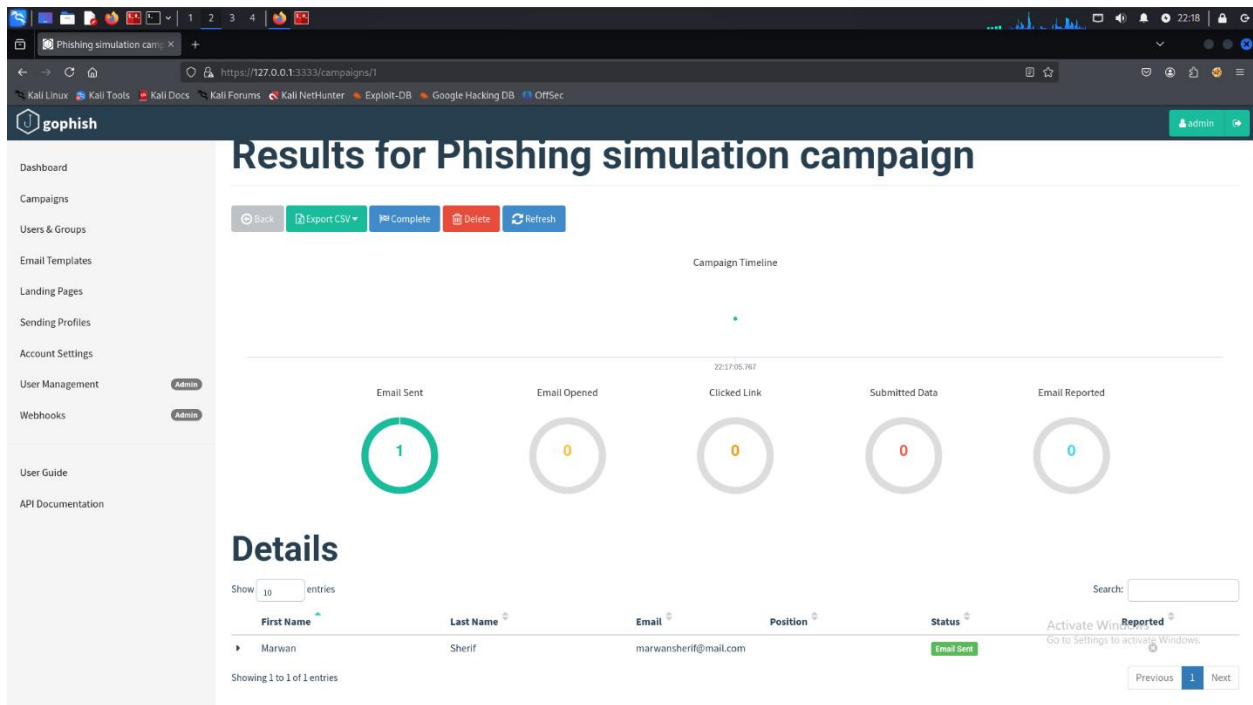 1 2 3 4
22:18
Phishing simulation camp
https://127.0.0.1:3333/campaigns/1
Kali Linux Kali Tools Kali Docs Kali Forums Kali NetHunter Exploit-DB Google Hacking DB OffSec
gophish
admin
Dashboard
Campaigns
Users & Groups
Email Templates
Landing Pages
Sending Profiles
Account Settings
User Management Admin
Webhooks Admin
User Guide
API Documentation
Results for Phishing simulation campaign
Back Export CSV Complete Delete Refresh
Campaign Timeline
22:17:05.767
Email Sent Email Opened Clicked Link Submitted Data Email Reported
1 0 0 0 0
Details
Show 10 entries Search:
First Name Last Name Email Position Status Reported
Marwan Sherif marwansherif@mail.com Email Sent
Activate Windows
Go to Settings to activate Windows.
Showing 1 to 1 of 1 entries
Previous 1 Next